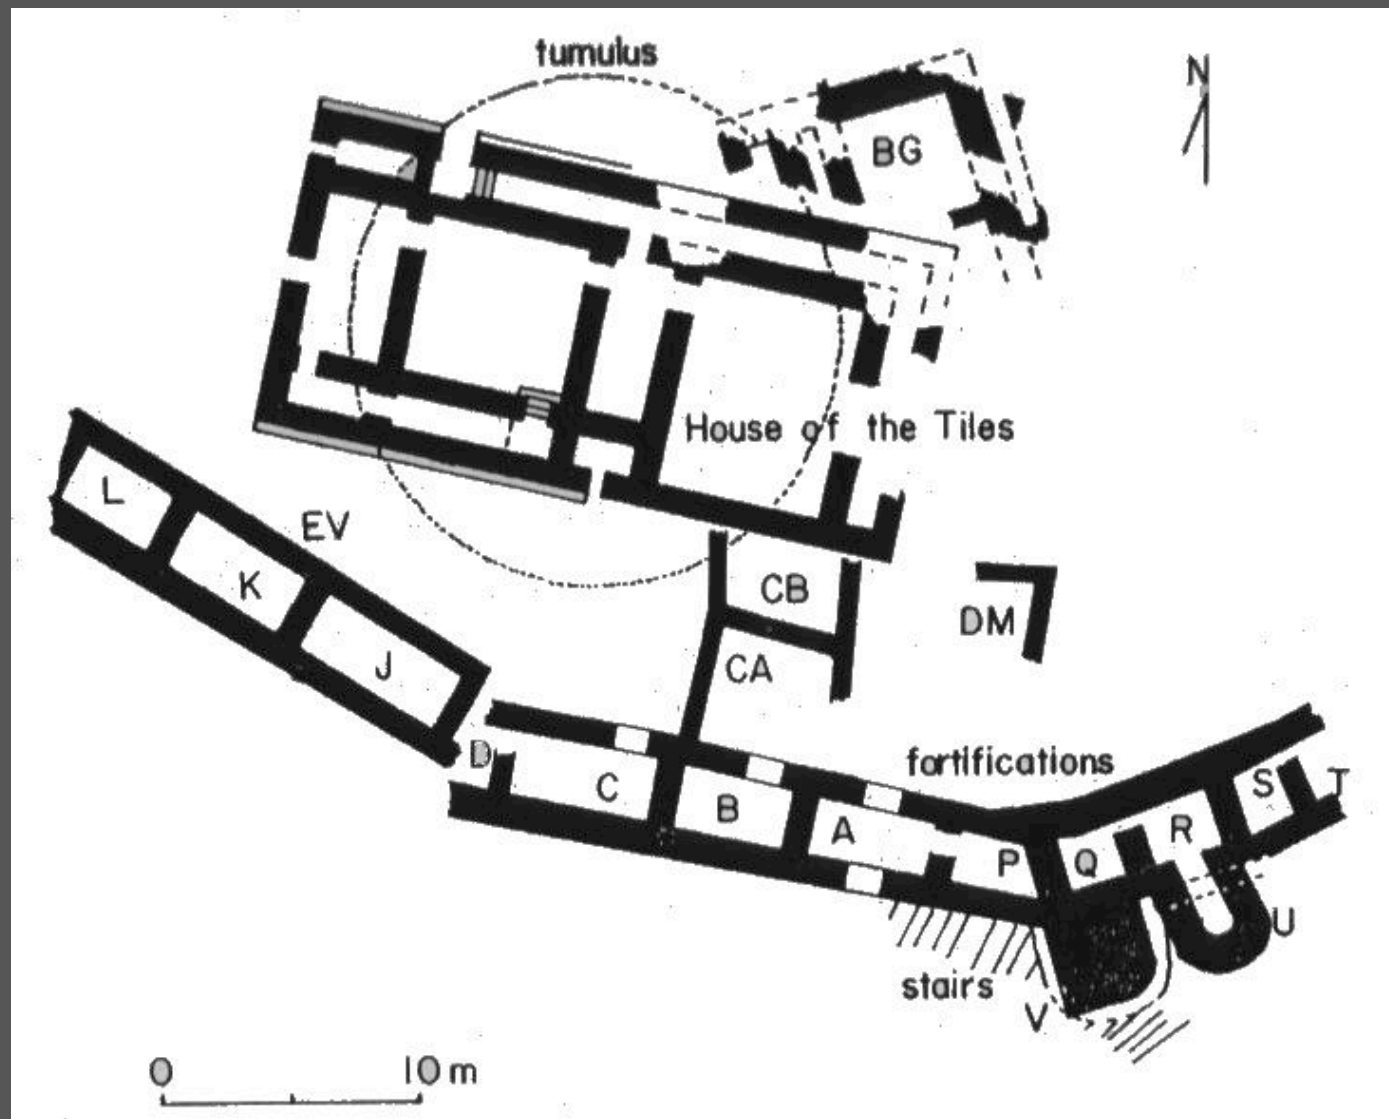 tumulus
N
BG
House of the Tiles
L
EV
K
CB
J
DM
CA
D
fortifications
C
B
A
S
T
R
P
Q
U
stairs
V
0 10 m